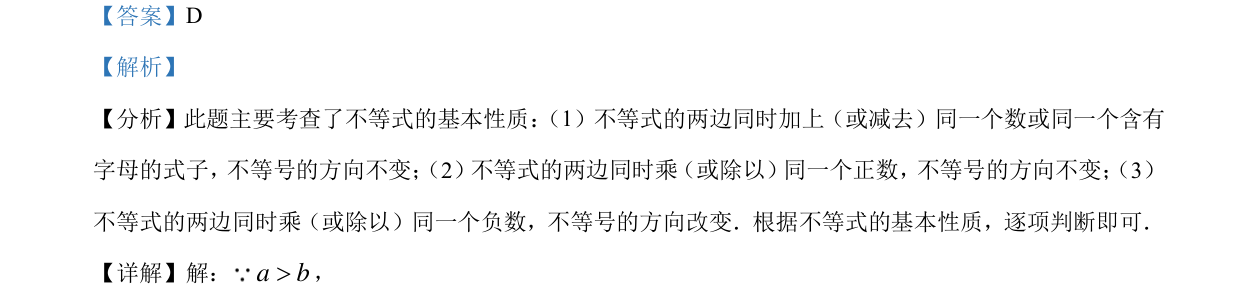 【答案】D
【解析】
【分析】此题主要考查了不等式的基本性质：（1）不等式的两边同时加上（或减去）同一个数或同一个含有
字母的式子，不等号的方向不变；（2）不等式的两边同时乘（或除以）同一个正数，不等号的方向不变；（3）
不等式的两边同时乘（或除以）同一个负数，不等号的方向改变．根据不等式的基本性质，逐项判断即可．
【详解】解：∵a＞b，